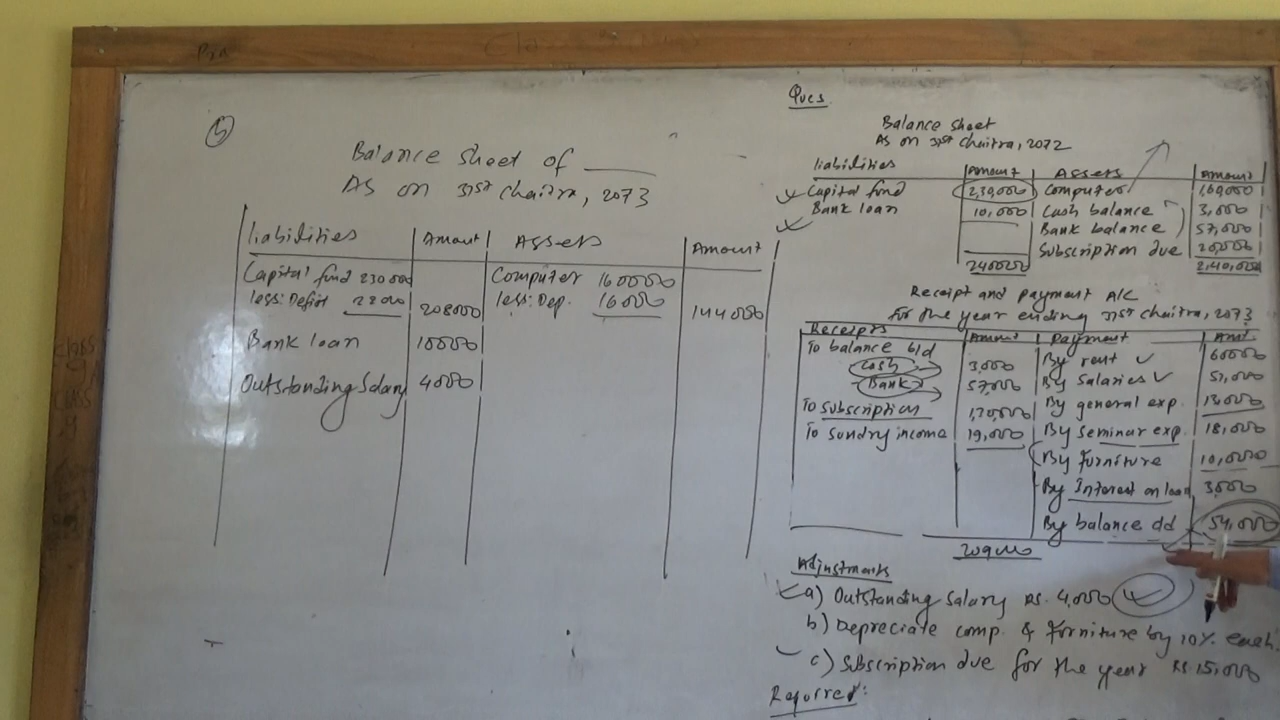 5
Balance sheet of
As on 31st chaitra, 2073
liabilities Amount Assets Amount
Capital fund 230000 Computer 160000
less: Deficit 22000 208000 less: Dep. 16000 144000
Bank loan 10000
Outstanding Salary 4000
Ques.
Balance sheet
As on 31st chaitra, 2072
liabilities Amount Assets Amount
Capital fund 2,30,000 Computer 1,60,000
Bank loan 10,000 Cash balance 3,000
Bank balance 57,000
Subscription due 20,000
240000 2,40,000
Receipt and payment A/C
for the year ending 31st chaitra, 2073
Receipts Amount Payment Amt.
To balance b/d By rent 60000
Cash 3,000 By Salaries 51,000
Bank 57,000 By general exp. 13,000
To Subscription 1,70,000 By Seminar exp. 18,000
To Sundry income 19,000 By furniture 10,000
By Interest on loan 3,000
By balance 54,000
Adjustments
a) Outstanding Salary Rs. 4,000
b) Depreciate comp. & furniture by 10% each.
c) Subscription due for the year Rs 15,000
Required: